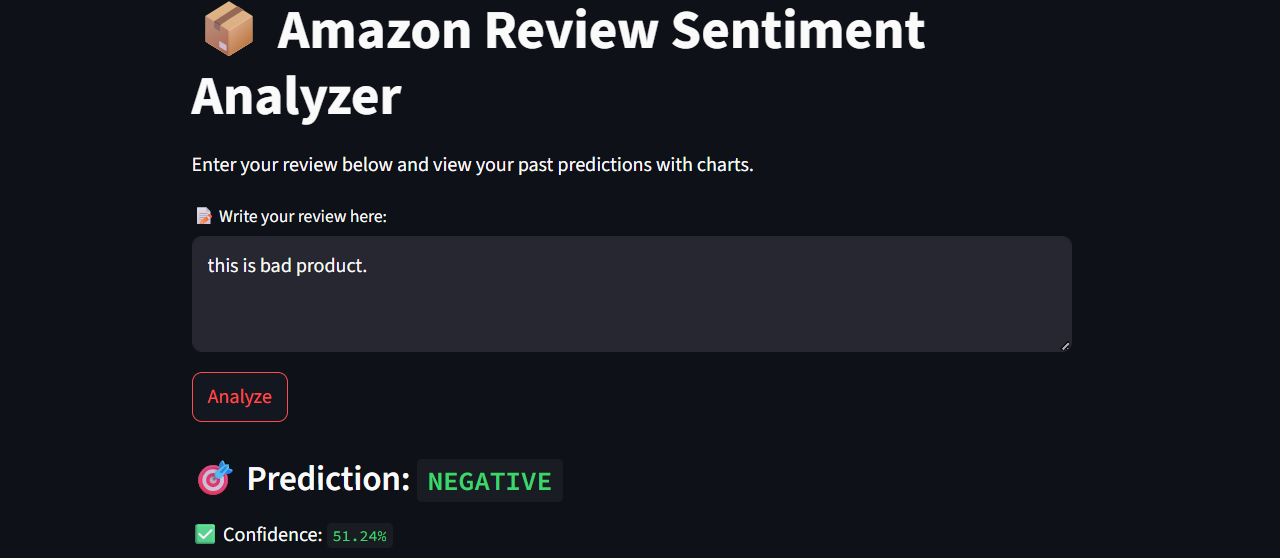 📦 Amazon Review Sentiment
Analyzer
Enter your review below and view your past predictions with charts.
📝 Write your review here:
this is bad product.
Analyze
🎯 Prediction: NEGATIVE
✅ Confidence: 51.24%